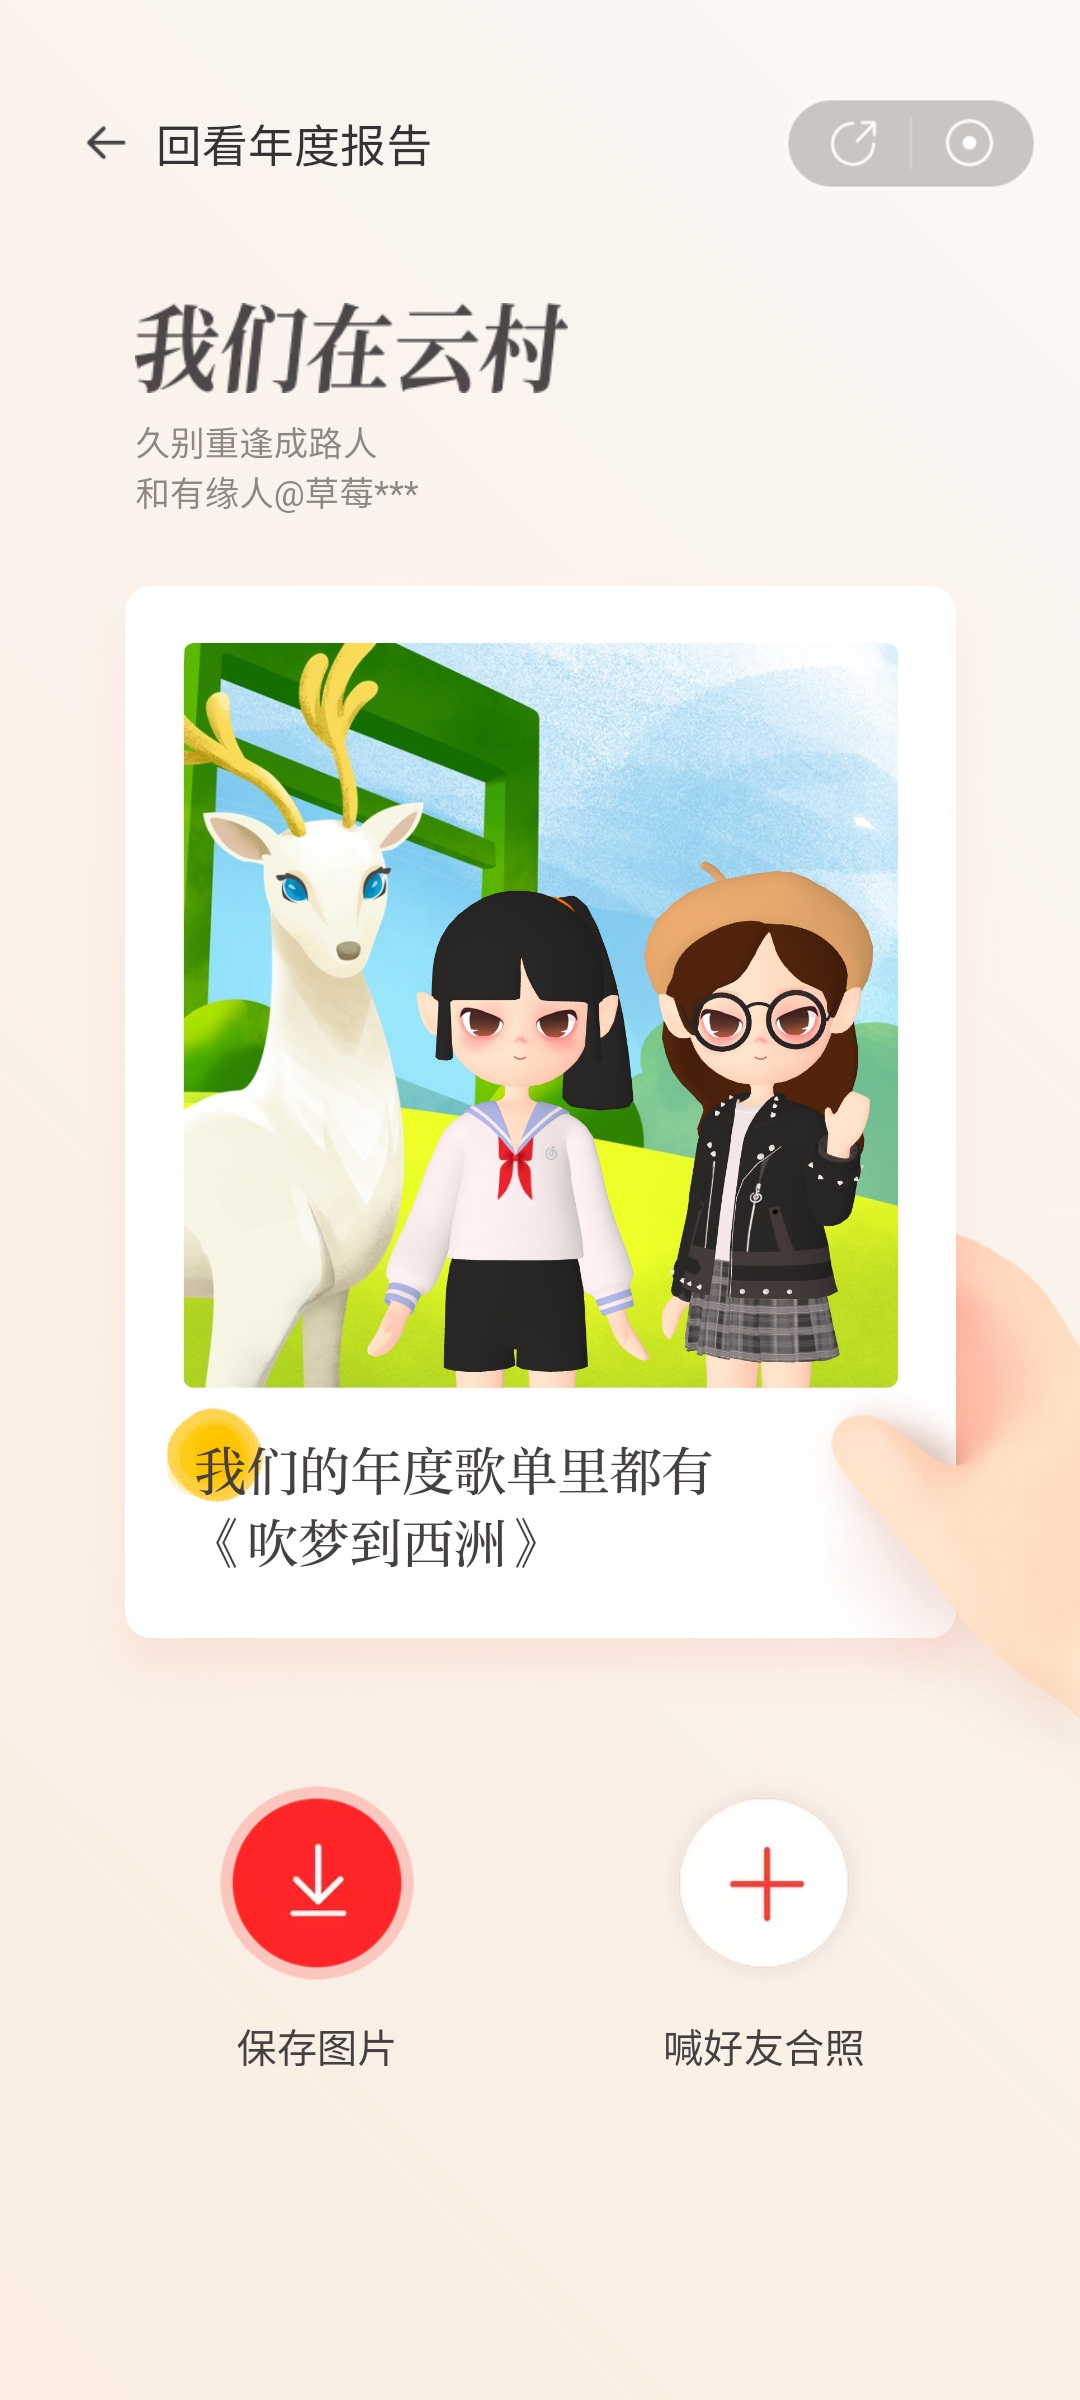 回看年度报告
我们在云村
久别重逢成路人
和有缘人@草莓***
我们的年度歌单里都有
《吹梦到西洲》
保存图片
喊好友合照